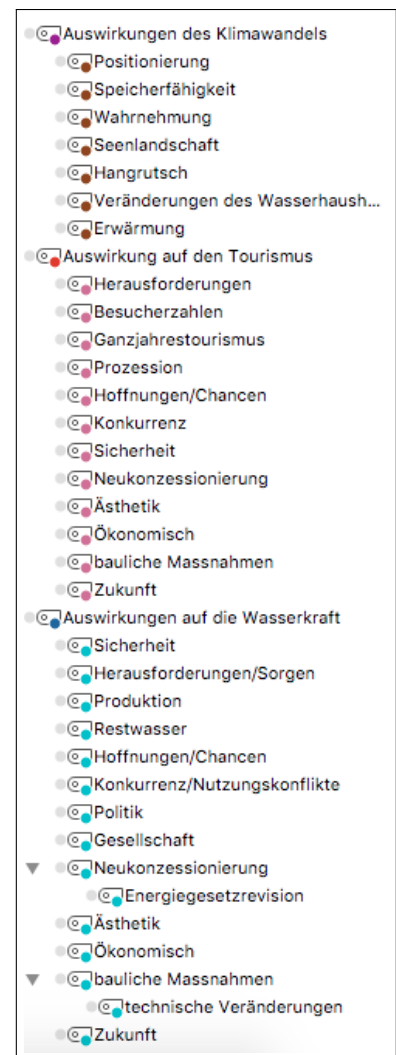 Auswirkungen des Klimawandels
Positionierung
Speicherfähigkeit
Wahrnehmung
Seenlandschaft
Hangrutsch
Veränderungen des Wasserhaush...
Erwärmung
Auswirkung auf den Tourismus
Herausforderungen
Besucherzahlen
Ganzjahrestourismus
Prozession
Hoffnungen/Chancen
Konkurrenz
Sicherheit
Neukonzessionierung
Ästhetik
Ökonomisch
bauliche Massnahmen
Zukunft
Auswirkungen auf die Wasserkraft
Sicherheit
Herausforderungen/Sorgen
Produktion
Restwasser
Hoffnungen/Chancen
Konkurrenz/Nutzungskonflikte
Politik
Gesellschaft
Neukonzessionierung
Energiegesetzrevision
Ästhetik
Ökonomisch
bauliche Massnahmen
technische Veränderungen
Zukunft